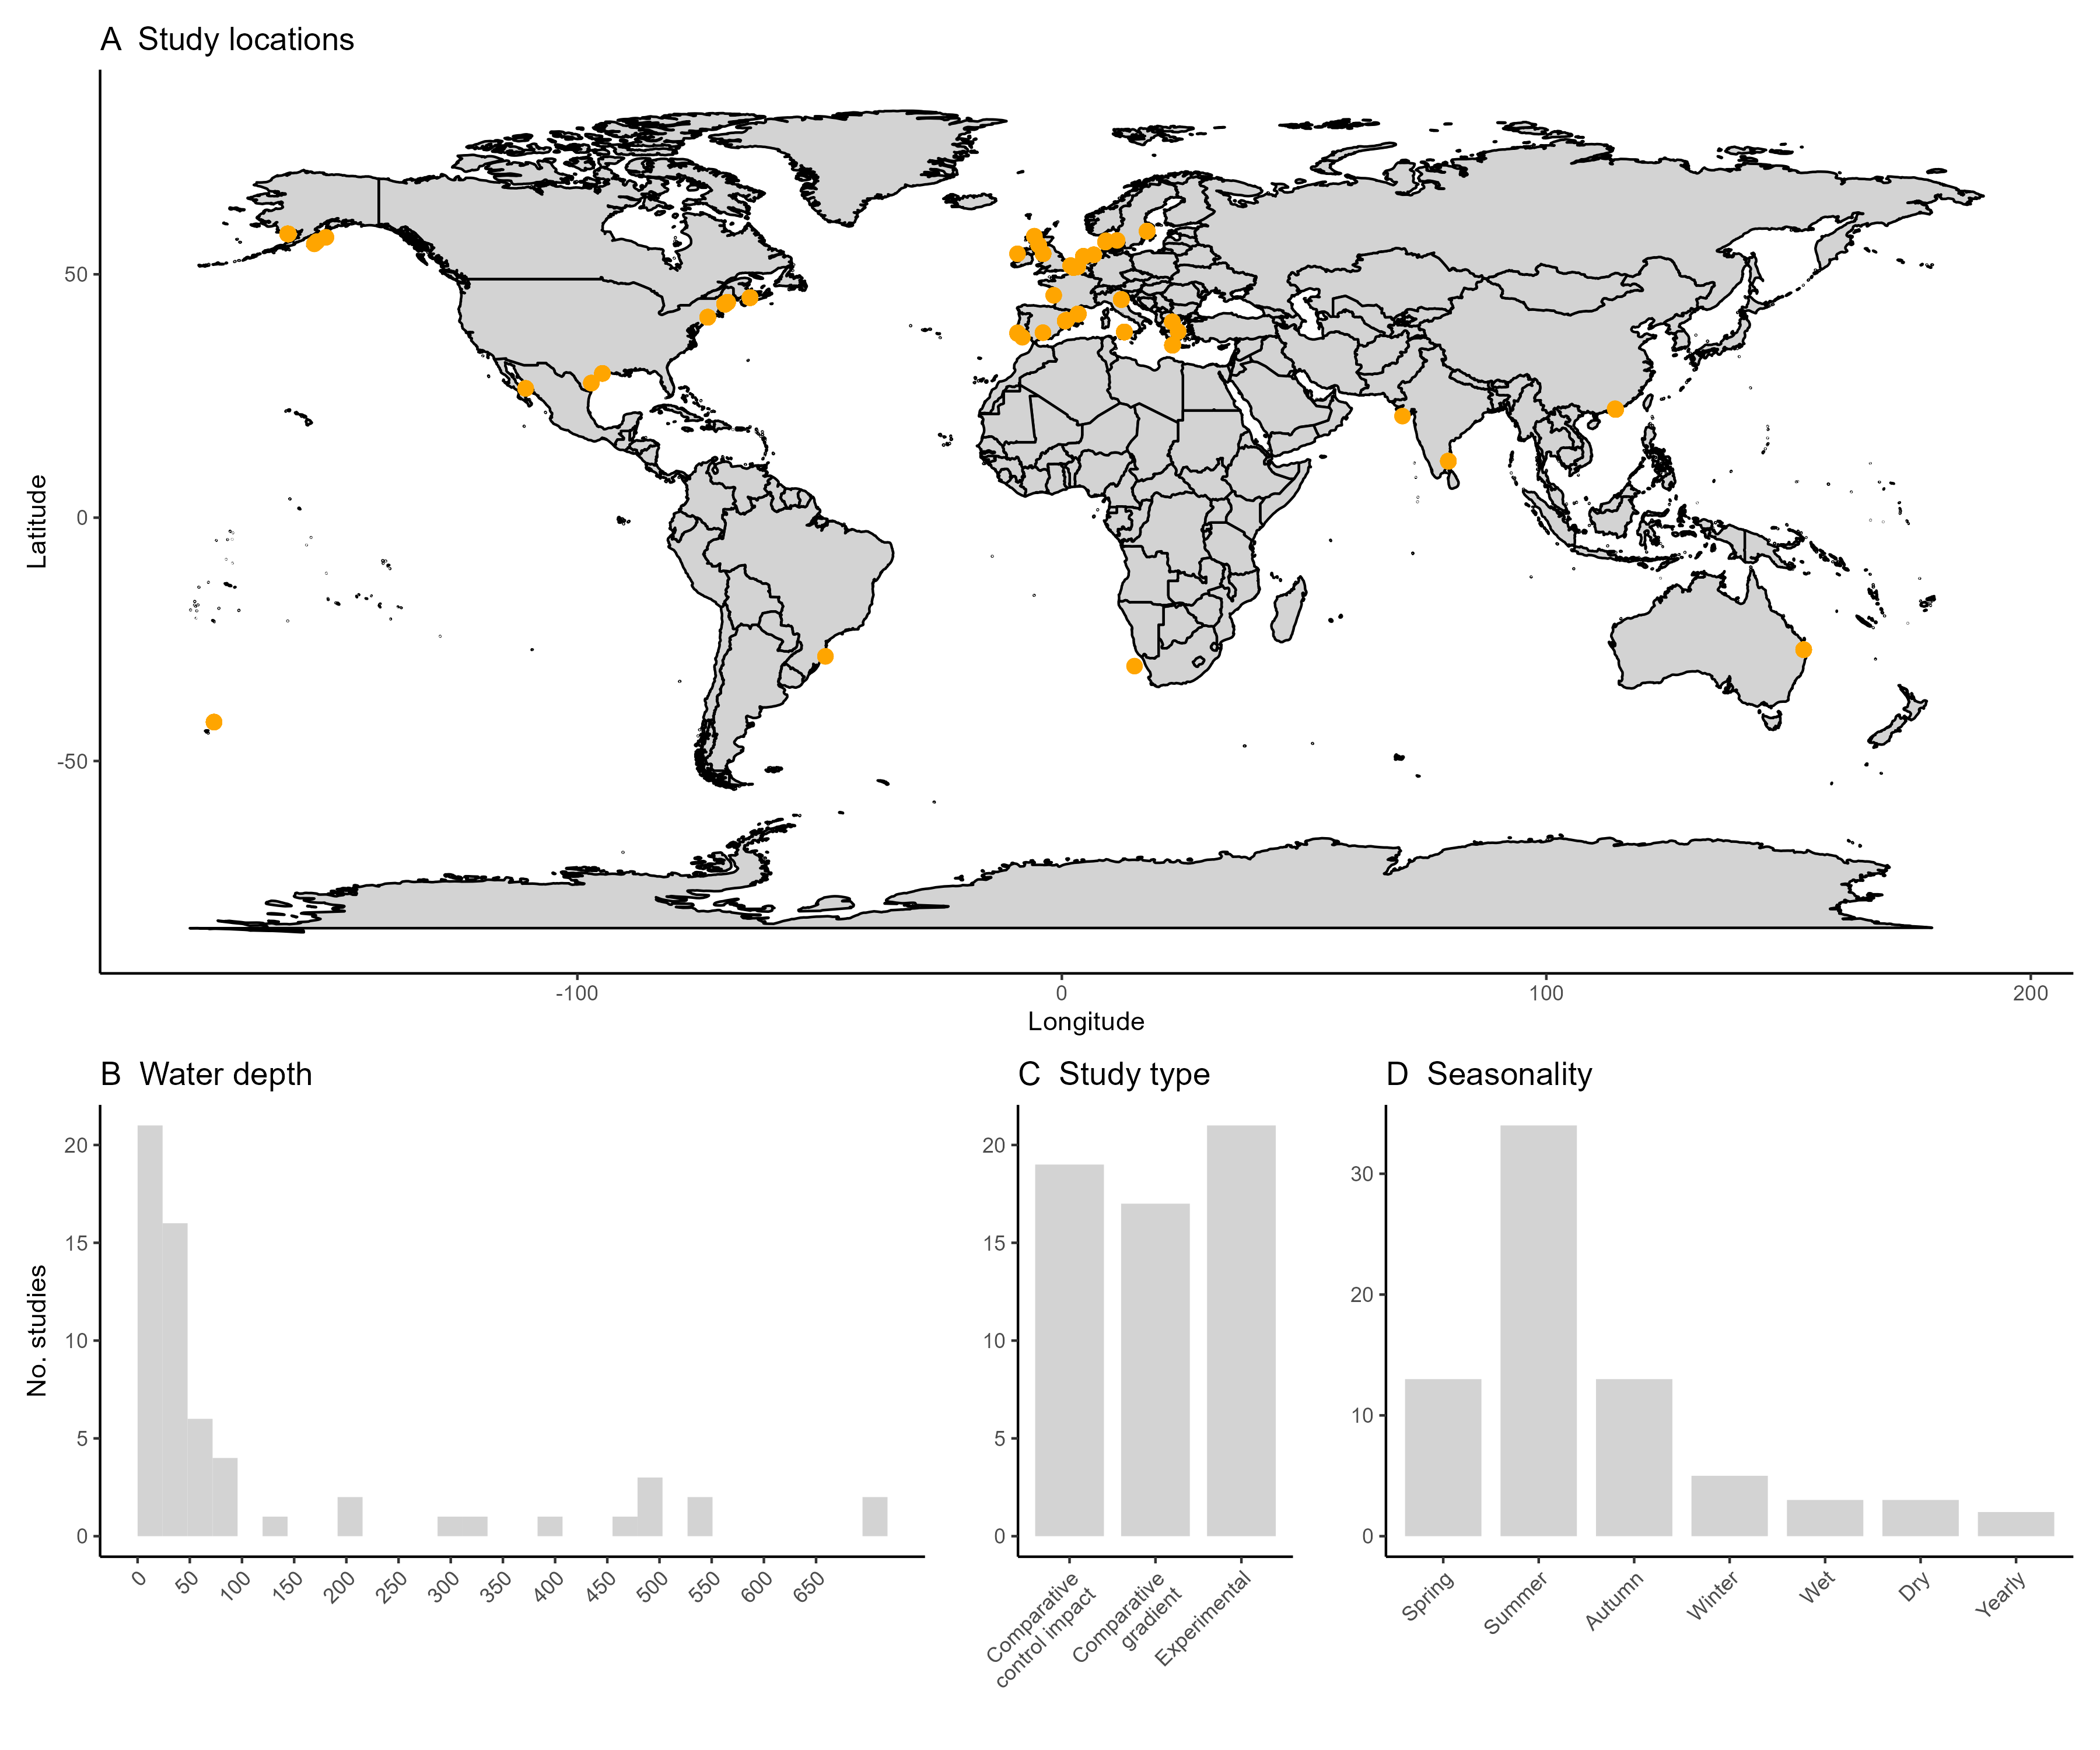 A Study locations
Latitude
50
0
-50
-100 0 100 200
Longitude
B Water depth
No. studies
20
15
10
5
0
0 50 100 150 200 250 300 350 400 450 500 550 600 650
C Study type
20
15
10
5
0
Comparative
control impact
Comparative
gradient
Experimental
D Seasonality
30
20
10
0
Spring Summer Autumn Winter Wet Dry Yearly